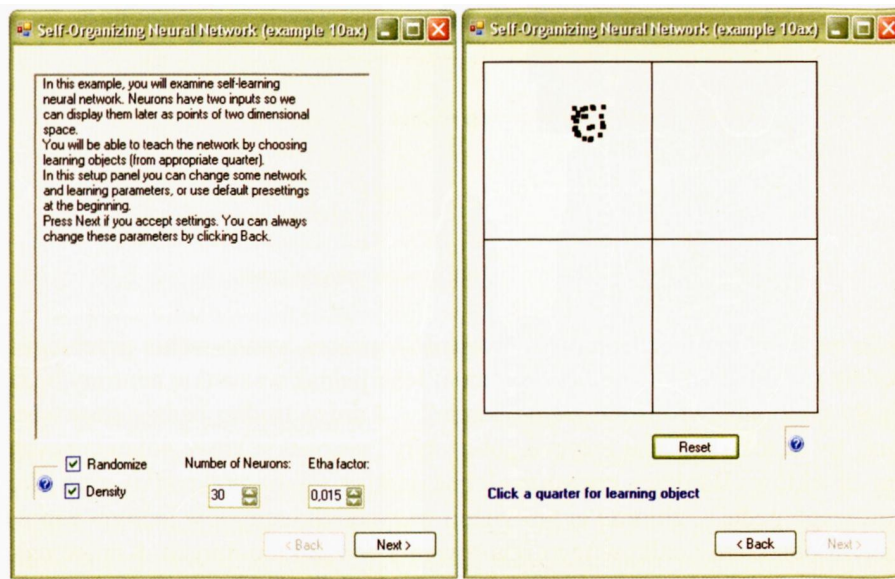 Self-Organizing Neural Network (example 10ax)
In this example, you will examine self-learning
neural network. Neurons have two inputs so we
can display them later as points of two dimensional
space.
You will be able to teach the network by choosing
learning objects (from appropriate quarter).
In this setup panel you can change some network
and learning parameters, or use default presettings
at the beginning.
Press Next if you accept settings. You can always
change these parameters by clicking Back.
Randomize
Density
Number of Neurons:
30
Etha factor:
0,015
< Back
Next >
Self-Organizing Neural Network (example 10ax)
Reset
Click a quarter for learning object
< Back
Next >